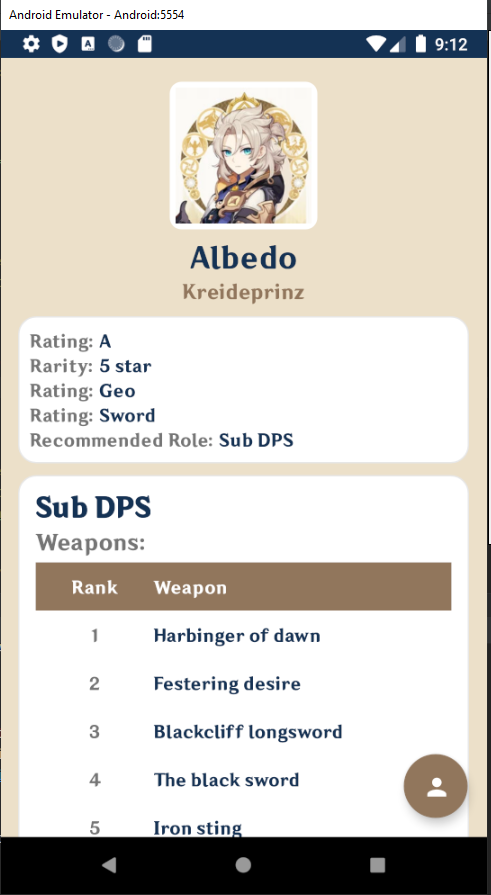 Android Emulator - Android:5554
9:12
Albedo
Kreideprinz
Rating: A
Rarity: 5 star
Rating: Geo
Rating: Sword
Recommended Role: Sub DPS
Sub DPS
Weapons:
Rank Weapon
1 Harbinger of dawn
2 Festering desire
3 Blackcliff longsword
4 The black sword
5 Iron sting